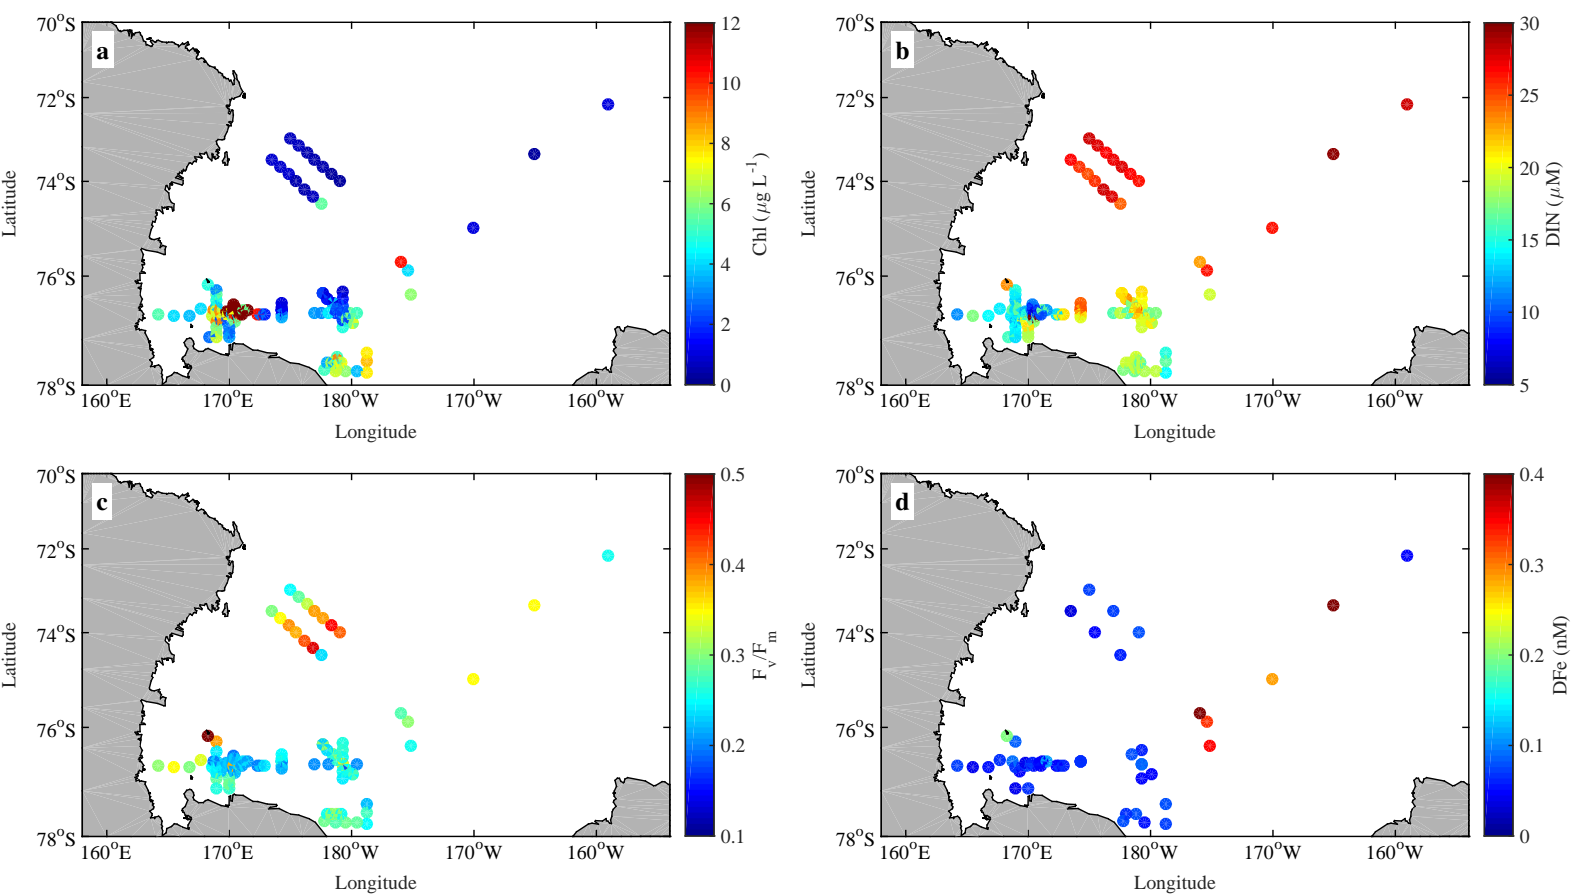 a
70°S
72°S
74°S
76°S
78°S
160°E
170°E
180°W
170°W
160°W
Latitude
Longitude
12
10
8
6
4
2
0
Chl (μg L⁻¹)
b
70°S
72°S
74°S
76°S
78°S
160°E
170°E
180°W
170°W
160°W
Latitude
Longitude
30
25
20
15
10
5
DIN (μM)
c
70°S
72°S
74°S
76°S
78°S
160°E
170°E
180°W
170°W
160°W
Latitude
Longitude
0.5
0.4
0.3
0.2
0.1
Fᵥ/Fₘ
d
70°S
72°S
74°S
76°S
78°S
160°E
170°E
180°W
170°W
160°W
Latitude
Longitude
0.4
0.3
0.2
0.1
0
DFe (nM)